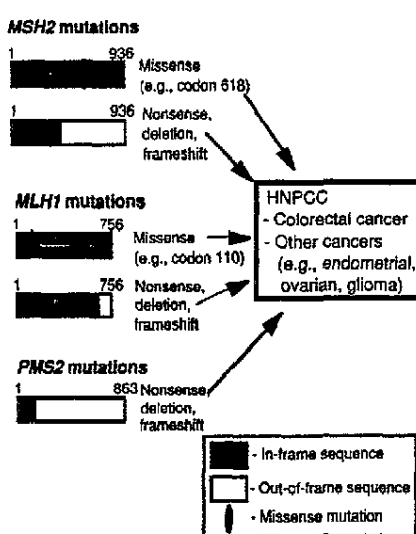 MSH2 mutations
1 936
Missense
(e.g., codon 618)
1 936
Nonsense,
deletion,
frameshift
MLH1 mutations
1 756
Missense
(e.g., codon 110)
1 756
Nonsense,
deletion,
frameshift
PMS2 mutations
1 863
Nonsense,
deletion,
frameshift
HNPCC
- Colorectal cancer
- Other cancers
(e.g., endometrial,
ovarian, glioma)
- In-frame sequence
- Out-of-frame sequence
- Missense mutation